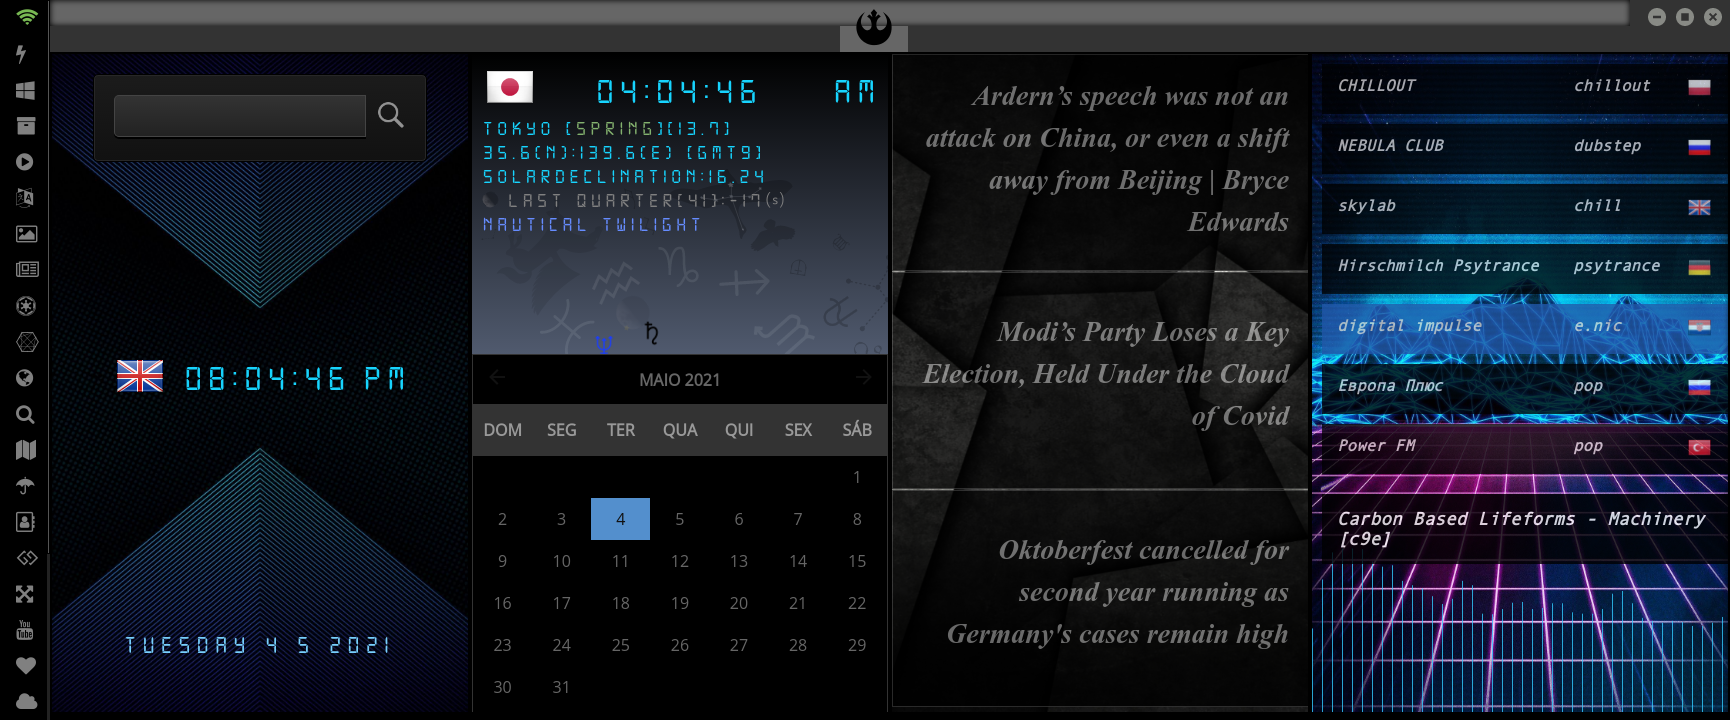 08:04:46 PM
TUESDAY 4 5 2021
04:04:46 AM
TOKYO [SPRING][13.7]
35.6(N):139.6(E) [GMT9]
SOLARDECLINATION:16.24
LAST QUARTER[41]:-17(s)
NAUTICAL TWILIGHT
MAIO 2021
DOM SEG TER QUA QUI SEX SÁB
1
2 3 4 5 6 7 8
9 10 11 12 13 14 15
16 17 18 19 20 21 22
23 24 25 26 27 28 29
30 31
Ardern’s speech was not an
attack on China, or even a shift
away from Beijing | Bryce
Edwards
Modi’s Party Loses a Key
Election, Held Under the Cloud
of Covid
Oktoberfest cancelled for
second year running as
Germany's cases remain high
CHILLOUT chillout
NEBULA CLUB dubstep
skylab chill
Hirschmilch Psytrance psytrance
digital impulse e.nic
Европа Плюс pop
Power FM pop
Carbon Based Lifeforms - Machinery
[c9e]
You
Tube